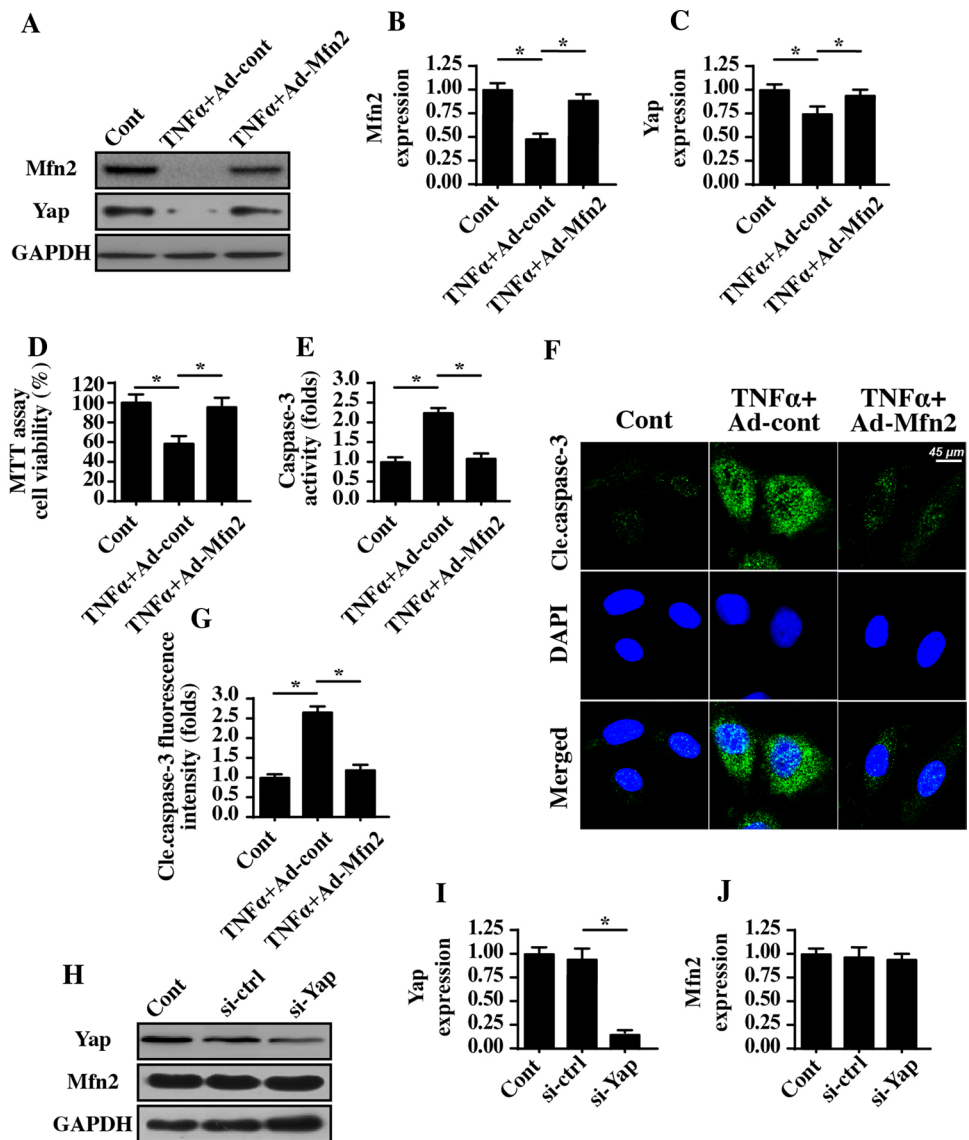 A
Cont
TNFα+Ad-cont
TNFα+Ad-Mfn2
Mfn2
Yap
GAPDH
B
* *
Mfn2
expression
1.25
1.00
0.75
0.50
0.25
0.00
Cont
TNFα+Ad-cont
TNFα+Ad-Mfn2
C
* *
Yap
expression
1.25
1.00
0.75
0.50
0.25
0.00
Cont
TNFα+Ad-cont
TNFα+Ad-Mfn2
D
* *
MTT assay
cell viability (%)
120
100
80
60
40
20
0
Cont
TNFα+Ad-cont
TNFα+Ad-Mfn2
E
* *
Caspase-3
activity (folds)
3.0
2.5
2.0
1.5
1.0
0.5
0.0
Cont
TNFα+Ad-cont
TNFα+Ad-Mfn2
F
Cont
TNFα+
Ad-cont
TNFα+
Ad-Mfn2
45 µm
Cle.caspase-3
DAPI
Merged
G
* *
Cle.caspase-3 fluorescence
intensity (folds)
3.0
2.5
2.0
1.5
1.0
0.5
0.0
Cont
TNFα+Ad-cont
TNFα+Ad-Mfn2
H
Cont
si-ctrl
si-Yap
Yap
Mfn2
GAPDH
I
*
Yap
expression
1.25
1.00
0.75
0.50
0.25
0.00
Cont
si-ctrl
si-Yap
J
Mfn2
expression
1.25
1.00
0.75
0.50
0.25
0.00
Cont
si-ctrl
si-Yap